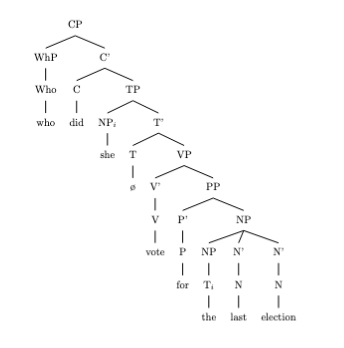 CP
WhP C'
Who C TP
who did NPᵢ T'
she T VP
ø V' PP
V P' NP
vote P NP N' N'
for Tᵢ N N
the last election